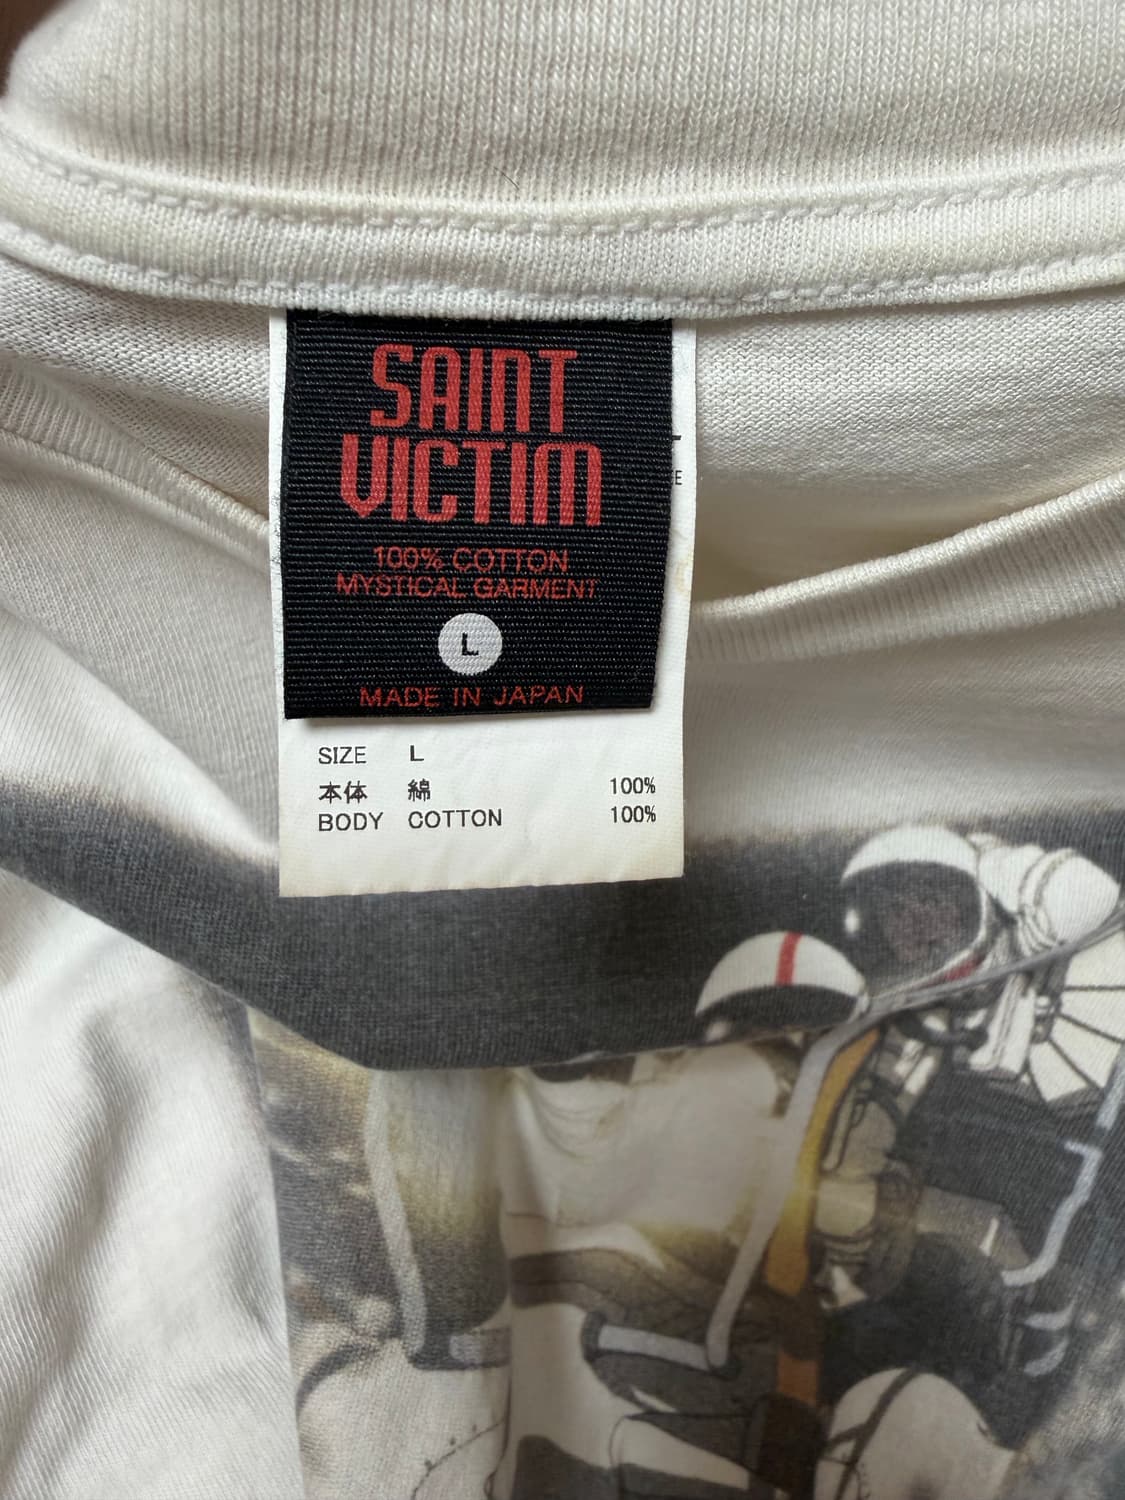 SAINT
VICTIM
100% COTTON
MYSTICAL GARMENT
L
MADE IN JAPAN
SIZE L
本体 綿 100%
BODY COTTON 100%